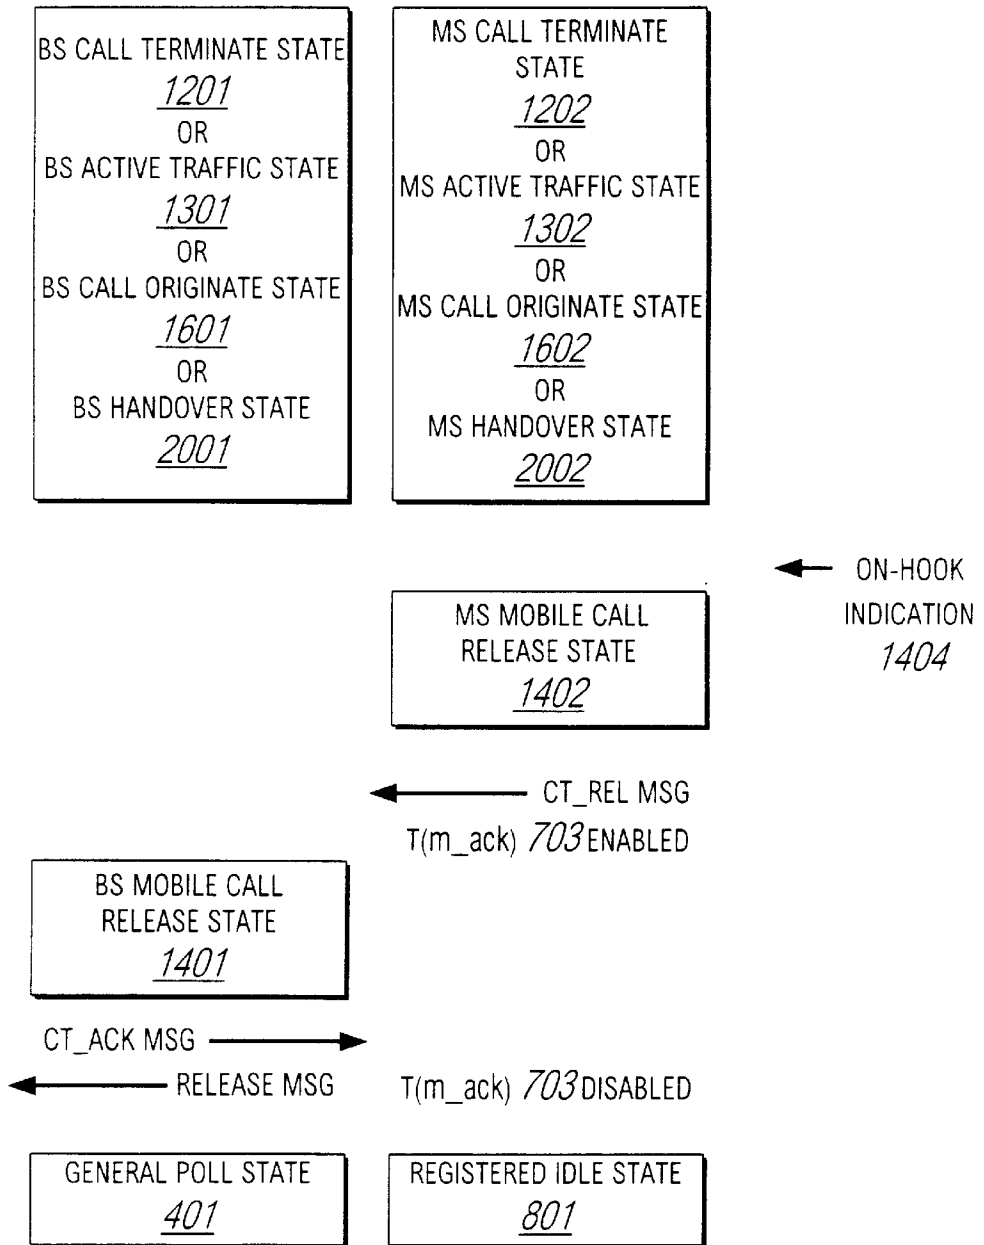 BS CALL TERMINATE STATE
1201
OR
BS ACTIVE TRAFFIC STATE
1301
OR
BS CALL ORIGINATE STATE
1601
OR
BS HANDOVER STATE
2001
MS CALL TERMINATE
STATE
1202
OR
MS ACTIVE TRAFFIC STATE
1302
OR
MS CALL ORIGINATE STATE
1602
OR
MS HANDOVER STATE
2002
ON-HOOK
INDICATION
1404
MS MOBILE CALL
RELEASE STATE
1402
CT_REL MSG
T(m_ack) 703 ENABLED
BS MOBILE CALL
RELEASE STATE
1401
CT_ACK MSG
RELEASE MSG
T(m_ack) 703 DISABLED
GENERAL POLL STATE
401
REGISTERED IDLE STATE
801